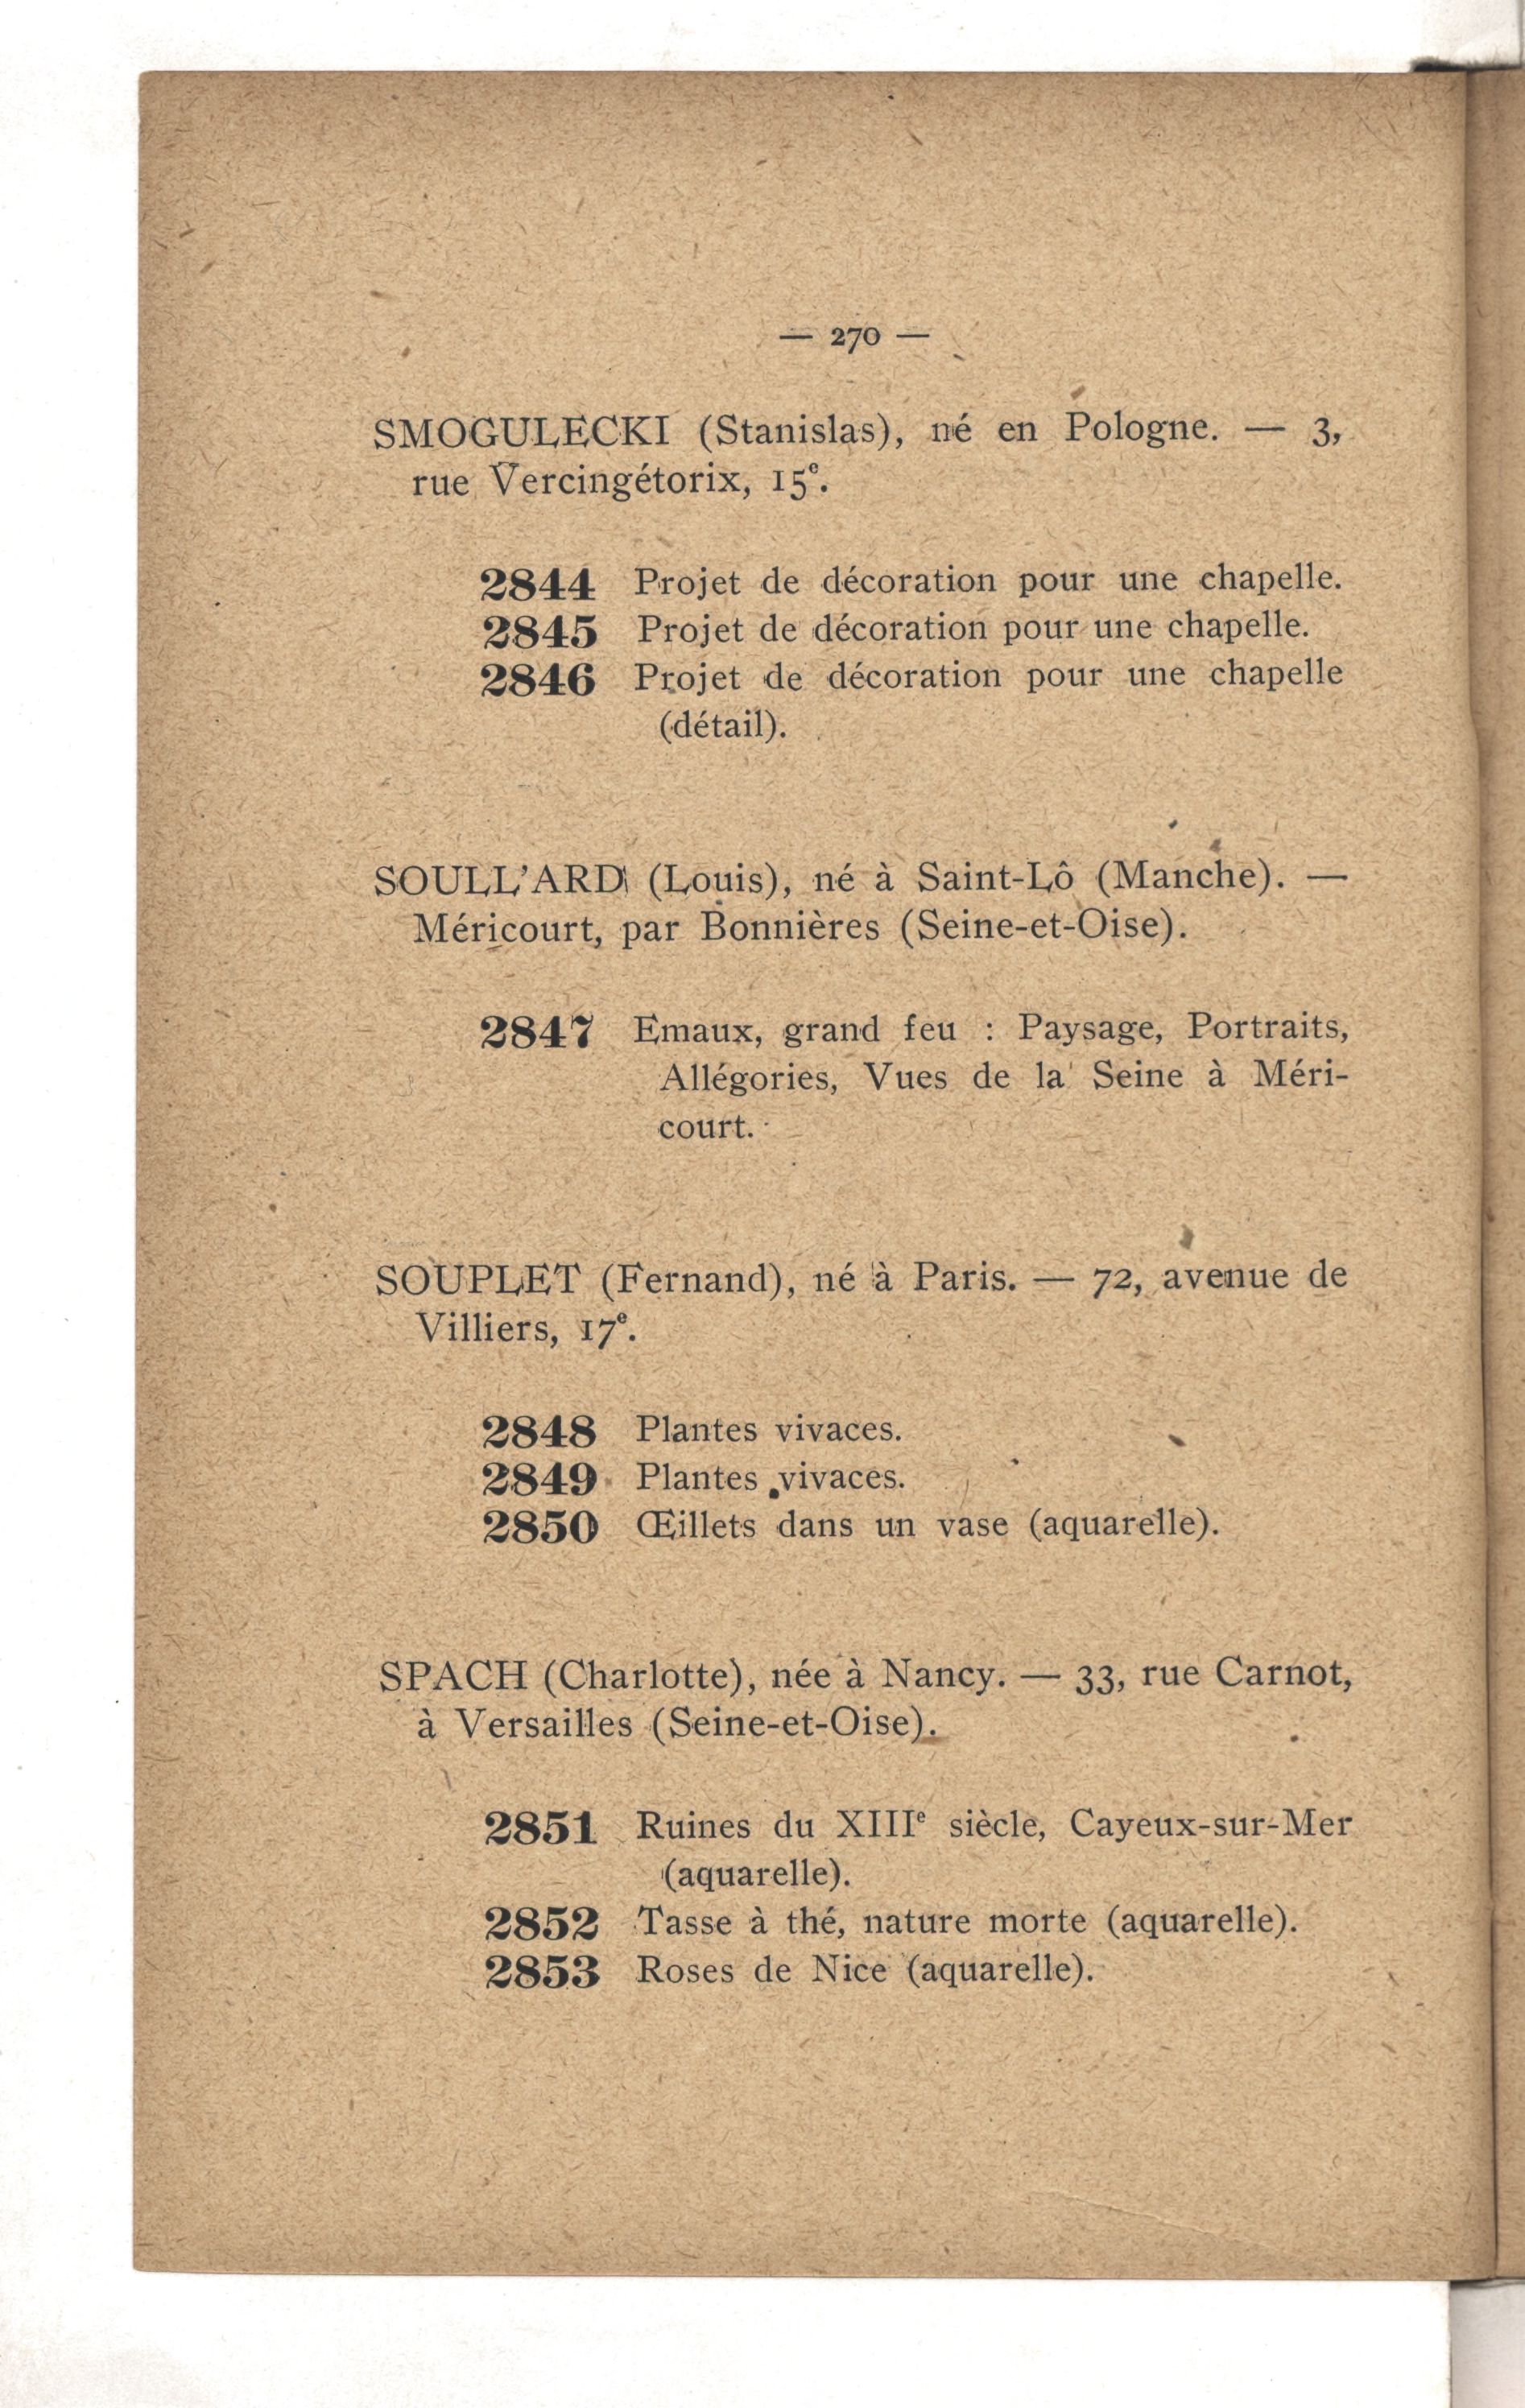 — 270 —
SMOGULECKI (Stanislas), né en Pologne. — 3,
rue Vercingétorix, 15e.
2844 Projet de décoration pour une chapelle.
2845 Projet de décoration pour une chapelle.
2846 Projet de décoration pour une chapelle
(détail).
SOULL'ARD (Louis), né à Saint-Lô (Manche). —
Méricourt, par Bonnières (Seine-et-Oise).
2847 Emaux, grand feu : Paysage, Portraits,
Allégories, Vues de la Seine à Méri-
court.
SOUPLET (Fernand), né à Paris. — 72, avenue de
Villiers, 17e.
2848 Plantes vivaces.
2849 Plantes vivaces.
2850 Œillets dans un vase (aquarelle).
SPACH (Charlotte), née à Nancy. — 33, rue Carnot,
à Versailles (Seine-et-Oise).
2851 Ruines du XIIIe siècle, Cayeux-sur-Mer
(aquarelle).
2852 Tasse à thé, nature morte (aquarelle).
2853 Roses de Nice (aquarelle).